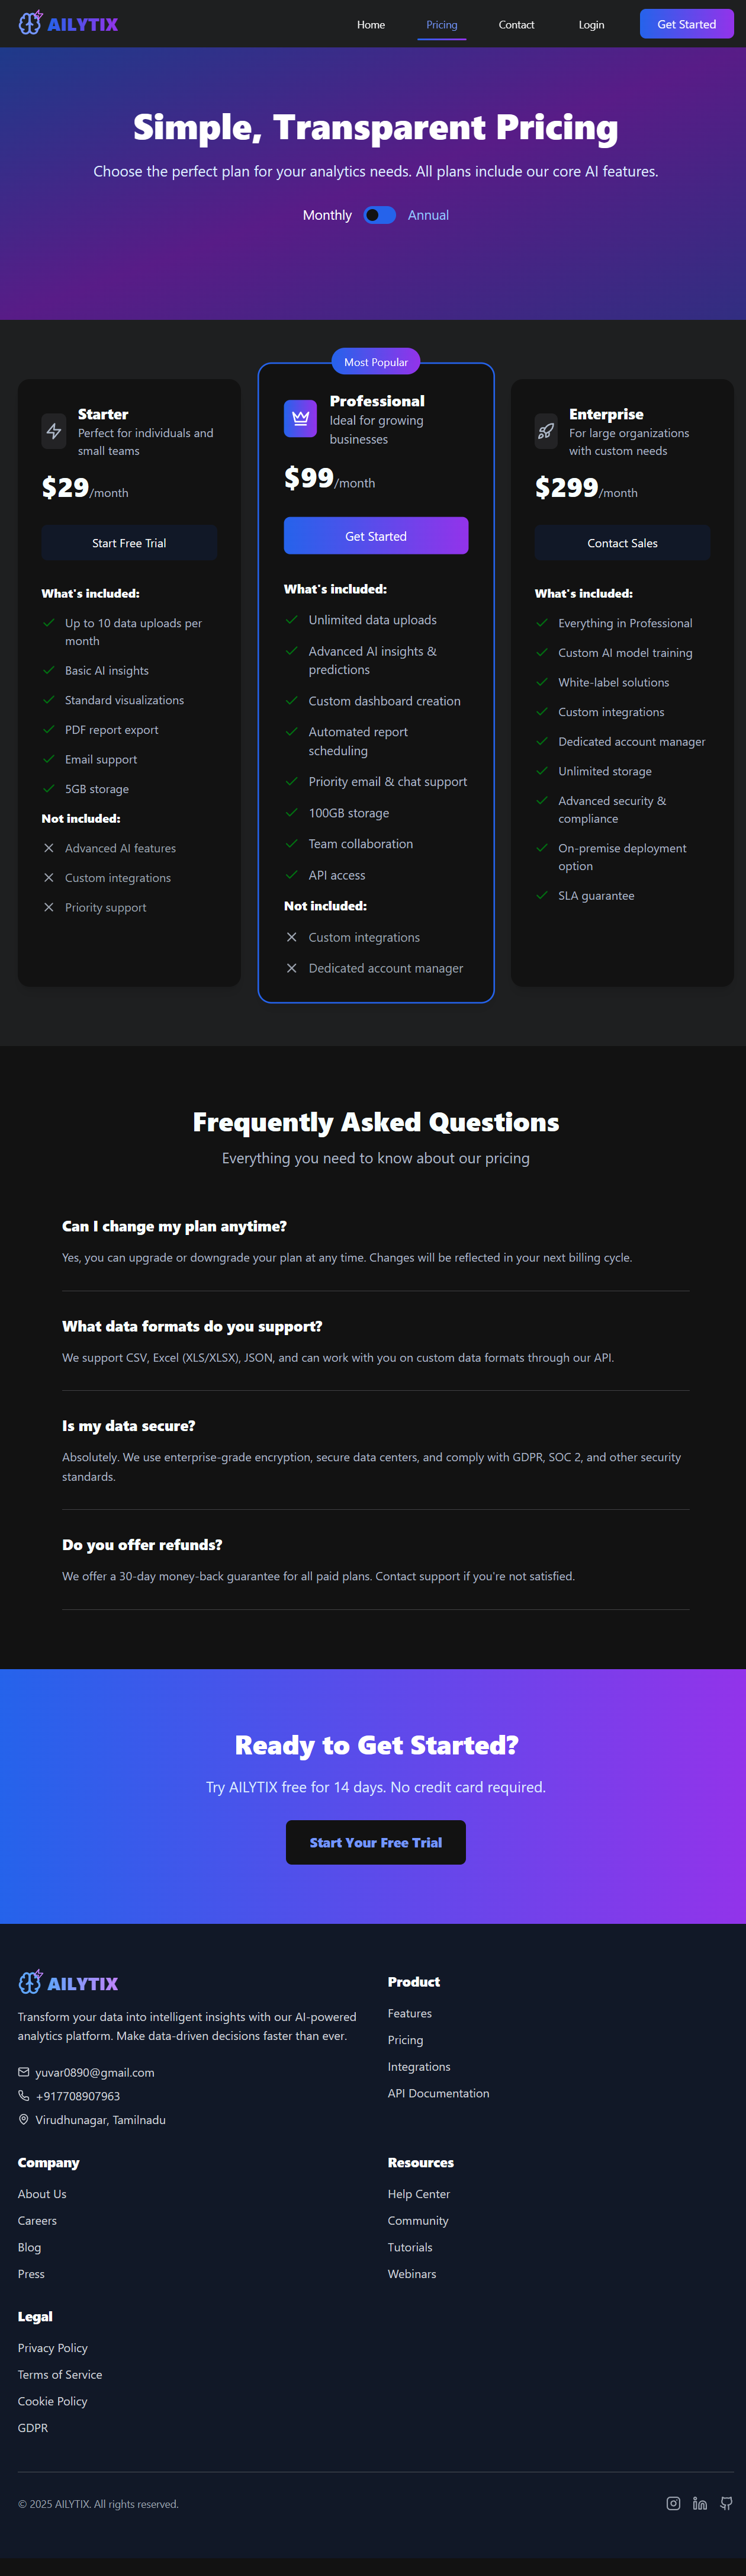 AILYTIX
Home
Pricing
Contact
Login
Get Started
Simple, Transparent Pricing
Choose the perfect plan for your analytics needs. All plans include our core AI features.
Monthly
Annual
Starter
Perfect for individuals and
small teams
$29/month
Start Free Trial
What's included:
Up to 10 data uploads per
month
Basic AI insights
Standard visualizations
PDF report export
Email support
5GB storage
Not included:
Advanced AI features
Custom integrations
Priority support
Most Popular
Professional
Ideal for growing
businesses
$99/month
Get Started
What's included:
Unlimited data uploads
Advanced AI insights &
predictions
Custom dashboard creation
Automated report
scheduling
Priority email & chat support
100GB storage
Team collaboration
API access
Not included:
Custom integrations
Dedicated account manager
Enterprise
For large organizations
with custom needs
$299/month
Contact Sales
What's included:
Everything in Professional
Custom AI model training
White-label solutions
Custom integrations
Dedicated account manager
Unlimited storage
Advanced security &
compliance
On-premise deployment
option
SLA guarantee
Frequently Asked Questions
Everything you need to know about our pricing
Can I change my plan anytime?
Yes, you can upgrade or downgrade your plan at any time. Changes will be reflected in your next billing cycle.
What data formats do you support?
We support CSV, Excel (XLS/XLSX), JSON, and can work with you on custom data formats through our API.
Is my data secure?
Absolutely. We use enterprise-grade encryption, secure data centers, and comply with GDPR, SOC 2, and other security
standards.
Do you offer refunds?
We offer a 30-day money-back guarantee for all paid plans. Contact support if you're not satisfied.
Ready to Get Started?
Try AILYTIX free for 14 days. No credit card required.
Start Your Free Trial
AILYTIX
Transform your data into intelligent insights with our AI-powered
analytics platform. Make data-driven decisions faster than ever.
yuvar0890@gmail.com
+917708907963
Virudhunagar, Tamilnadu
Product
Features
Pricing
Integrations
API Documentation
Company
About Us
Careers
Blog
Press
Resources
Help Center
Community
Tutorials
Webinars
Legal
Privacy Policy
Terms of Service
Cookie Policy
GDPR
© 2025 AILYTIX. All rights reserved.